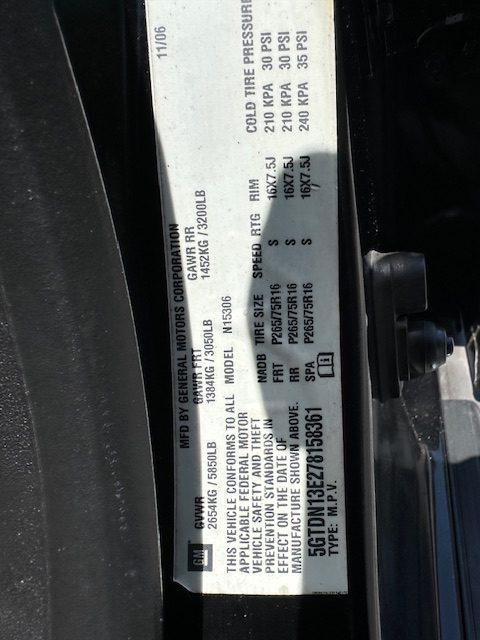 MFD BY GENERAL MOTORS CORPORATION 11/06
GM
GVWR GAWR FRT GAWR RR
2654KG / 5850LB 1384KG / 3050LB 1452KG / 3200LB
THIS VEHICLE CONFORMS TO ALL
APPLICABLE FEDERAL MOTOR
VEHICLE SAFETY AND THEFT
PREVENTION STANDARDS IN
EFFECT ON THE DATE OF
MANUFACTURE SHOWN ABOVE.
MODEL N15306
NADB TIRE SIZE SPEED RTG RIM COLD TIRE PRESSURE
FRT P265/75R16 S 16X7.5J 210 KPA 30 PSI
RR P265/75R16 S 16X7.5J 210 KPA 30 PSI
SPA P265/75R16 S 16X7.5J 240 KPA 35 PSI
5GTDN13E278158361
TYPE: M.P.V.